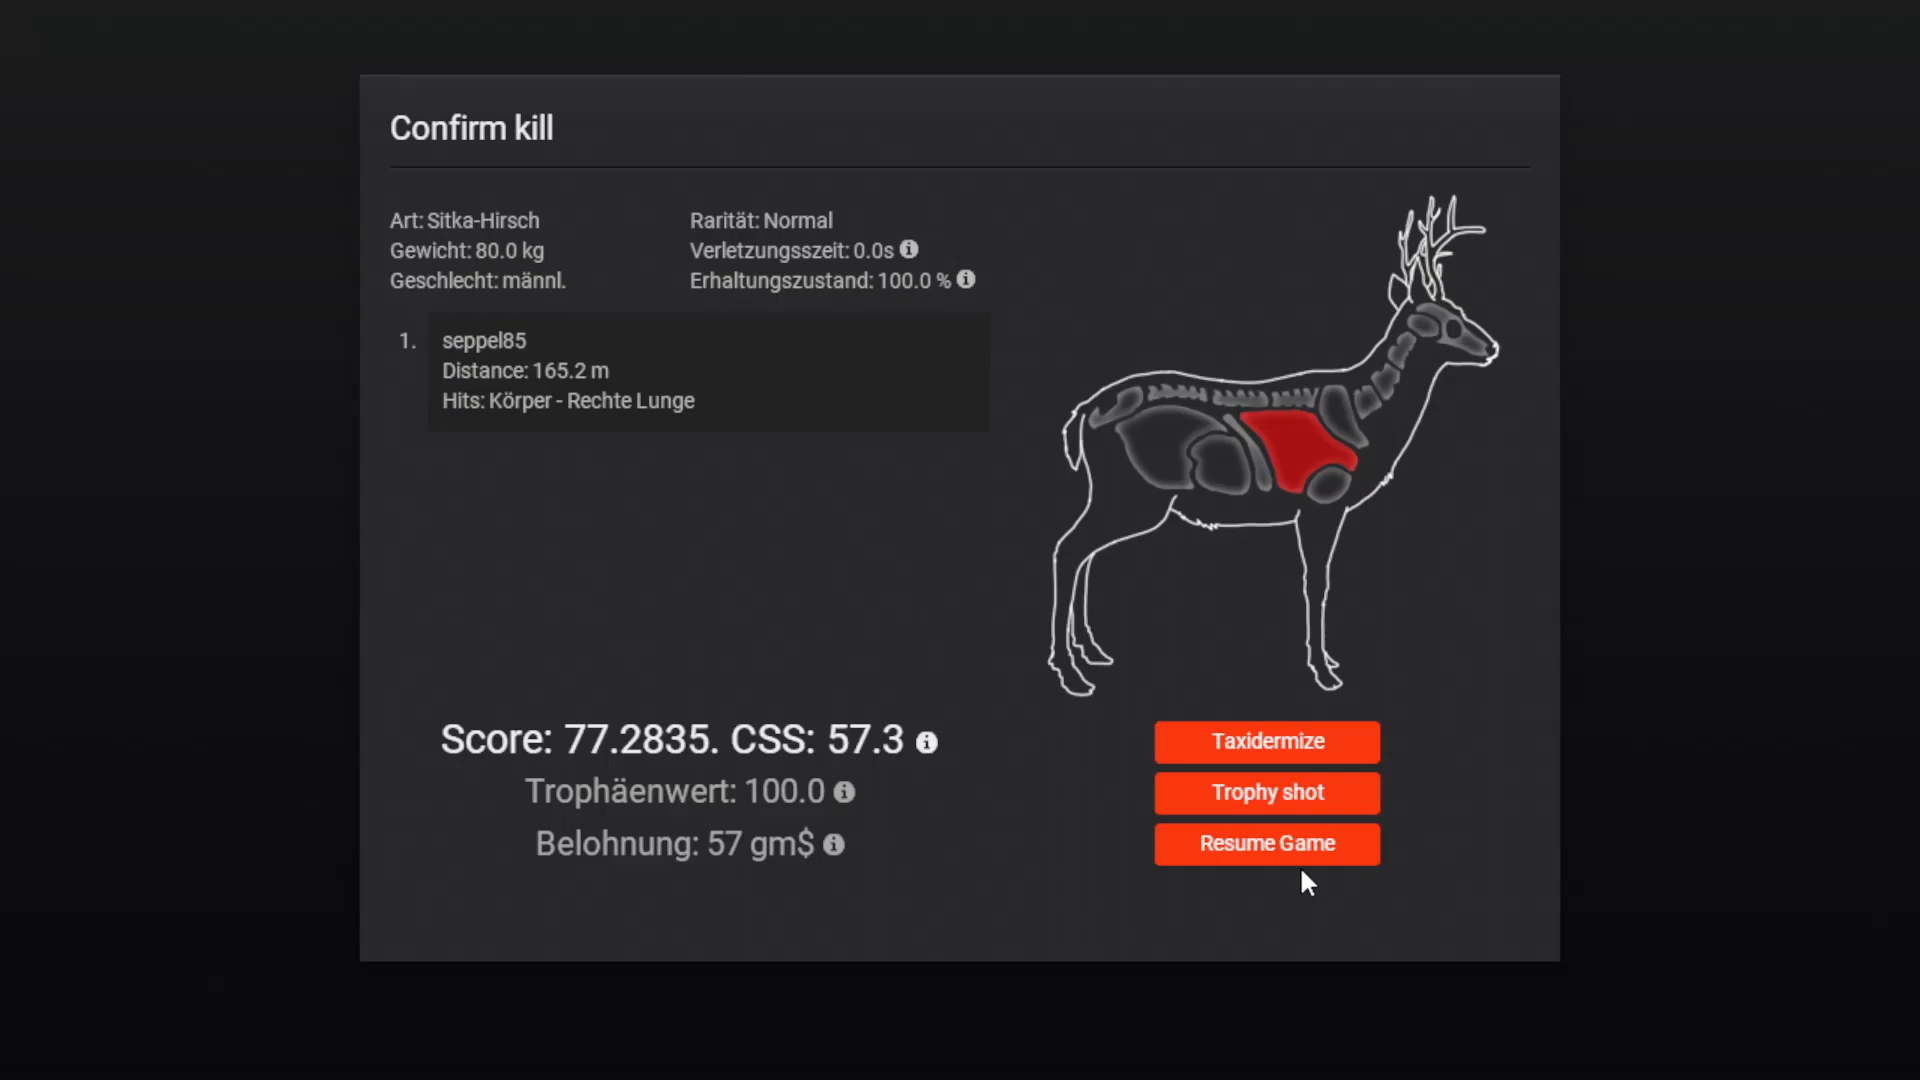 Confirm kill
Art: Sitka-Hirsch
Gewicht: 80.0 kg
Geschlecht: männl.
Rarität: Normal
Verletzungsszeit: 0.0s
Erhaltungszustand: 100.0 %
1. seppel85
Distance: 165.2 m
Hits: Körper - Rechte Lunge
Score: 77.2835. CSS: 57.3
Trophäenwert: 100.0
Belohnung: 57 gm$
Taxidermize
Trophy shot
Resume Game